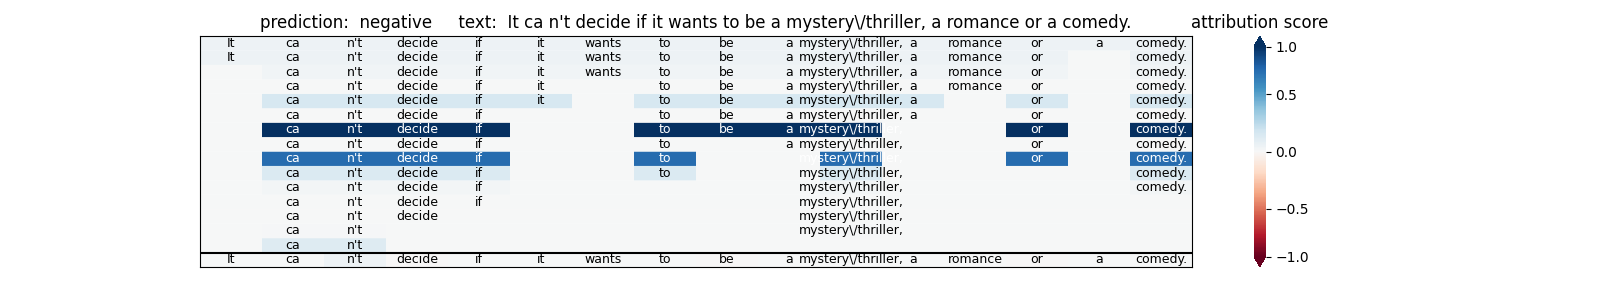 prediction:  negative     text:  It ca n't decide if it wants to be a mystery\/thriller, a romance or a comedy.     attribution score
It ca n't decide if it wants to be a mystery\/thriller, a romance or a comedy.
It ca n't decide if it wants to be a mystery\/thriller, a romance or comedy.
ca n't decide if it wants to be a mystery\/thriller, a romance or comedy.
ca n't decide if it to be a mystery\/thriller, a romance or comedy.
ca n't decide if it to be a mystery\/thriller, a or comedy.
ca n't decide if to be a mystery\/thriller, a or comedy.
ca n't decide if to be a mystery\/thriller, or comedy.
ca n't decide if to a mystery\/thriller, or comedy.
ca n't decide if to mystery\/thriller, or comedy.
ca n't decide if to mystery\/thriller, comedy.
ca n't decide if mystery\/thriller, comedy.
ca n't decide if mystery\/thriller,
ca n't decide mystery\/thriller,
ca n't mystery\/thriller,
ca n't
It ca n't decide if it wants to be a mystery\/thriller, a romance or a comedy.
1.0
0.5
0.0
−0.5
−1.0